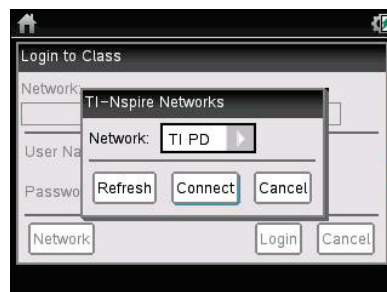 Login to Class
Network:
TI-Nspire Networks
Network: TI PD
User Na
Passwo
Refresh Connect Cancel
Network Login Cancel